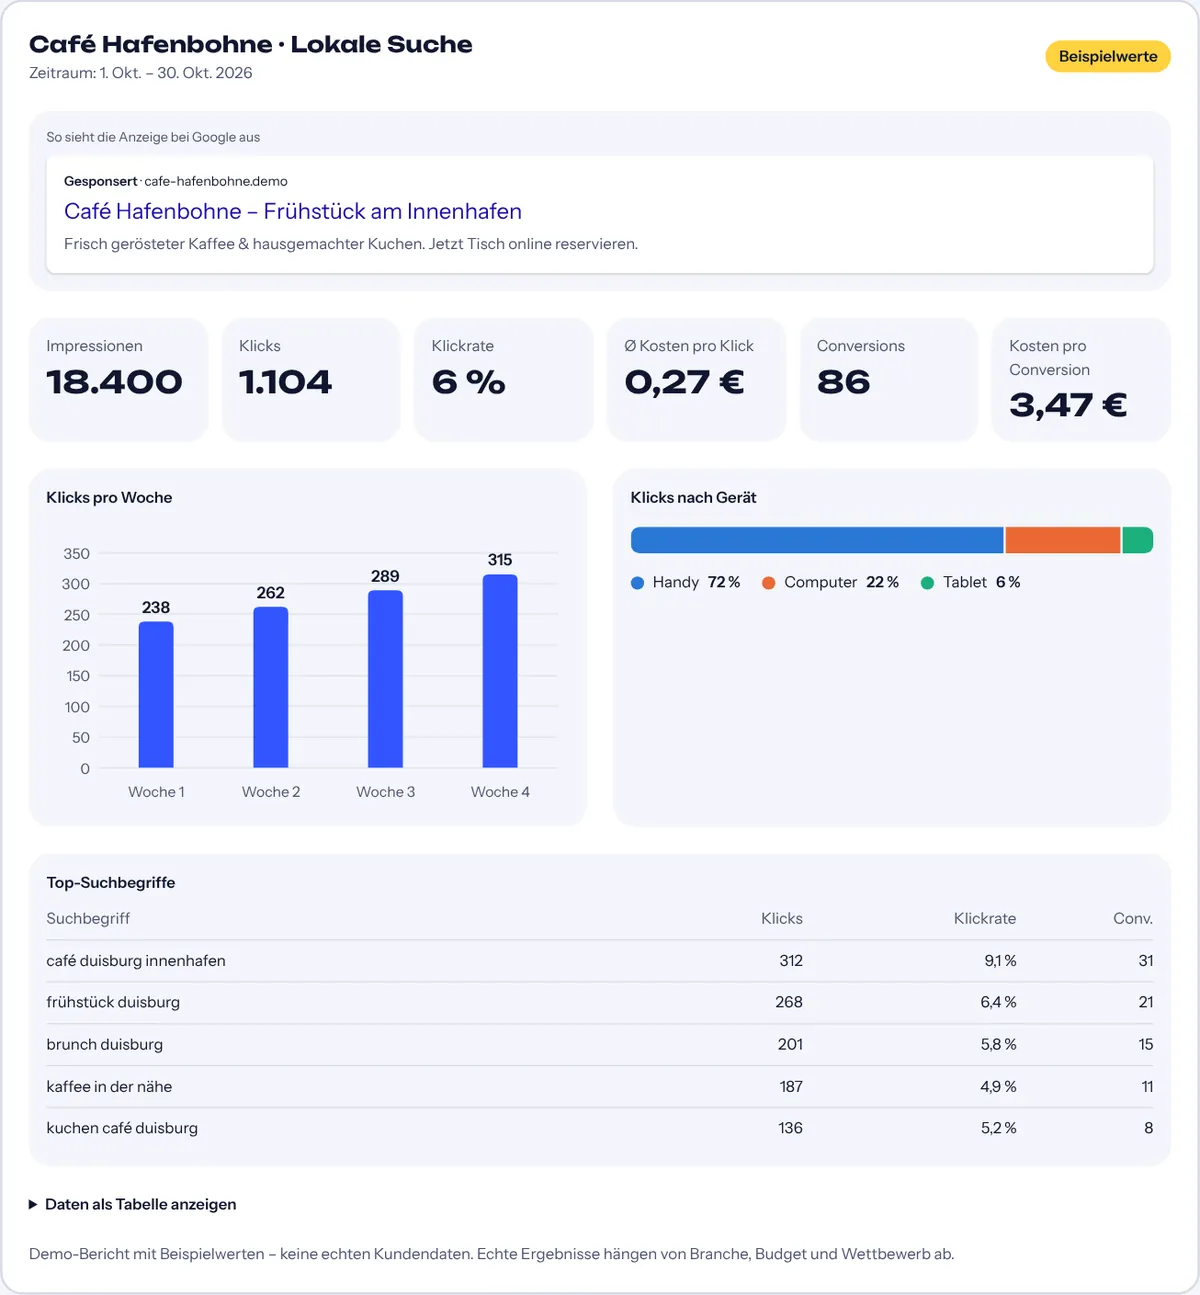 Café Hafenbohne · Lokale Suche
Zeitraum: 1. Okt. – 30. Okt. 2026
Beispielwerte
So sieht die Anzeige bei Google aus
Gesponsert · cafe-hafenbohne.demo
Café Hafenbohne – Frühstück am Innenhafen
Frisch gerösteter Kaffee & hausgemachter Kuchen. Jetzt Tisch online reservieren.
Impressionen
18.400
Klicks
1.104
Klickrate
6 %
Ø Kosten pro Klick
0,27 €
Conversions
86
Kosten pro
Conversion
3,47 €
Klicks pro Woche
350
300
250
200
150
100
50
0
238
262
289
315
Woche 1
Woche 2
Woche 3
Woche 4
Klicks nach Gerät
Handy 72 %
Computer 22 %
Tablet 6 %
Top-Suchbegriffe
Suchbegriff Klicks Klickrate Conv.
café duisburg innenhafen 312 9,1 % 31
frühstück duisburg 268 6,4 % 21
brunch duisburg 201 5,8 % 15
kaffee in der nähe 187 4,9 % 11
kuchen café duisburg 136 5,2 % 8
Daten als Tabelle anzeigen
Demo-Bericht mit Beispielwerten – keine echten Kundendaten. Echte Ergebnisse hängen von Branche, Budget und Wettbewerb ab.